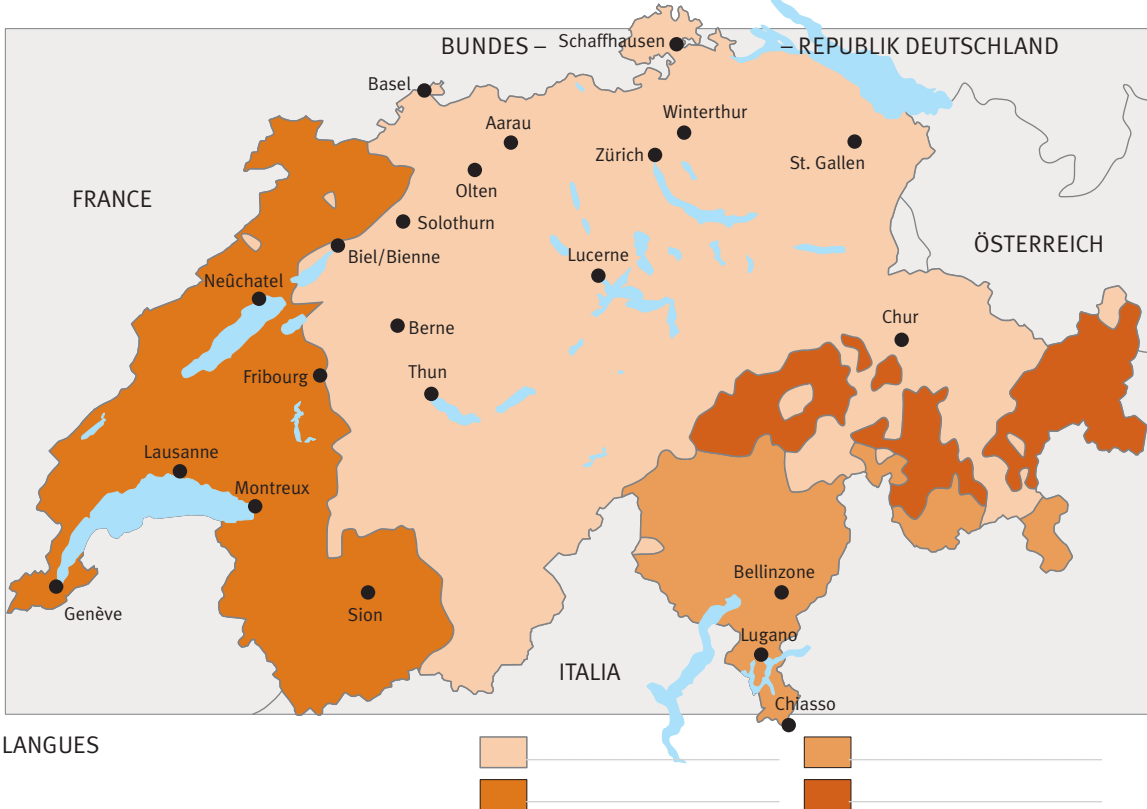 BUNDES – Schaffhausen – REPUBLIK DEUTSCHLAND
Basel
Winterthur
Aarau
Zürich
St. Gallen
Olten
FRANCE
Solothurn
ÖSTERREICH
Biel/Bienne
Lucerne
Neûchatel
Chur
Berne
Thun
Fribourg
Lausanne
Montreux
Bellinzone
Genève
Sion
Lugano
ITALIA
Chiasso
LANGUES